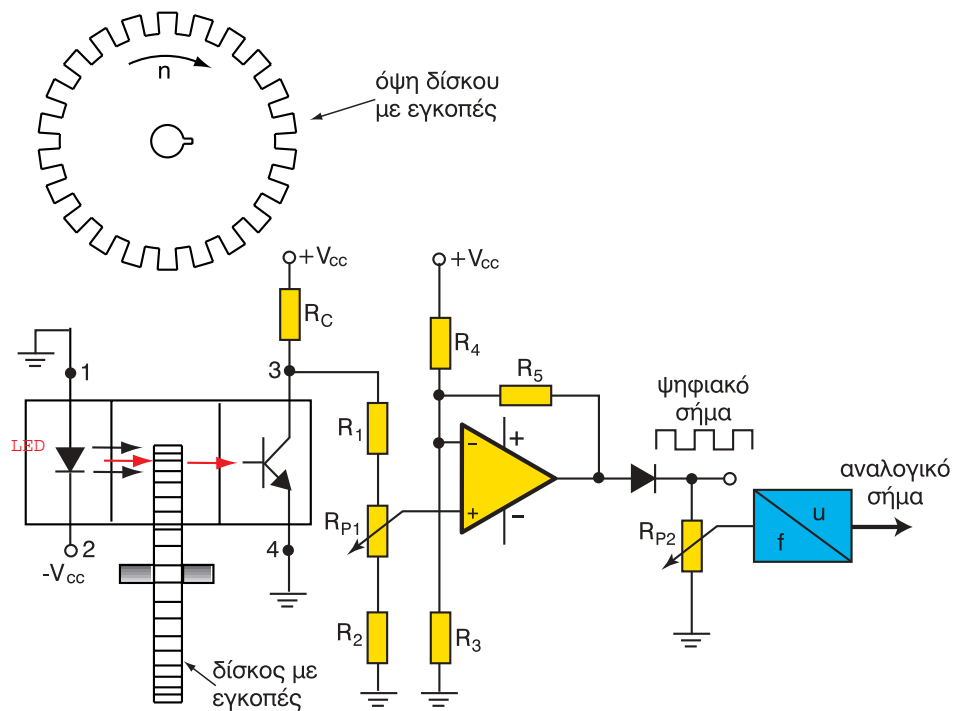 n
όψη δίσκου
με εγκοπές
+Vcc
+Vcc
RC
R4
3
1
R5
ψηφιακό
σήμα
LED
R1
+
−
αναλογικό
σήμα
+
−
RP1
RP2
u
f
2
-Vcc
4
R2
R3
δίσκος με
εγκοπές